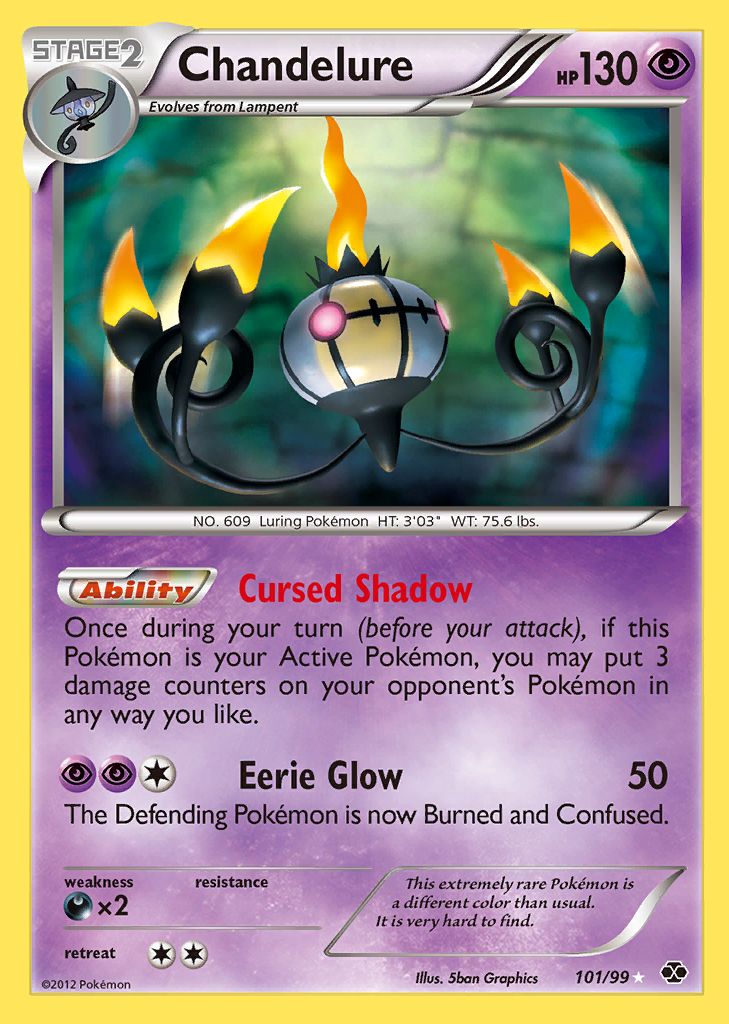 STAGE2
Chandelure
HP130
Evolves from Lampent
NO. 609 Luring Pokémon HT: 3'03" WT: 75.6 lbs.
Ability Cursed Shadow
Once during your turn (before your attack), if this
Pokémon is your Active Pokémon, you may put 3
damage counters on your opponent's Pokémon in
any way you like.
Eerie Glow 50
The Defending Pokémon is now Burned and Confused.
weakness resistance
×2
This extremely rare Pokémon is
a different color than usual.
It is very hard to find.
retreat
©2012 Pokémon
Illus. 5ban Graphics 101/99